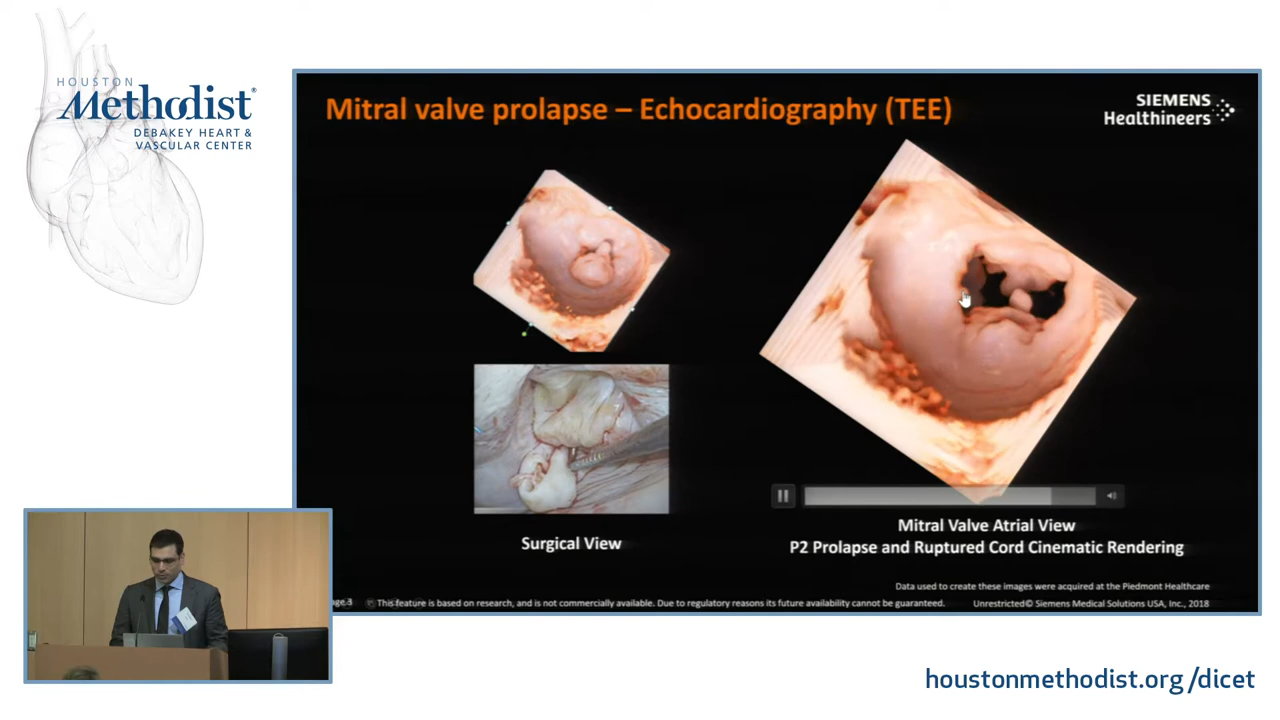 HOUSTON
Methodist®
DEBAKEY HEART &
VASCULAR CENTER
Mitral valve prolapse – Echocardiography (TEE)
SIEMENS
Healthineers
Surgical View
Mitral Valve Atrial View
P2 Prolapse and Ruptured Cord Cinematic Rendering
Data used to create these images were acquired at the Piedmont Healthcare
This feature is based on research, and is not commercially available. Due to regulatory reasons its future availability cannot be guaranteed.
Unrestricted© Siemens Medical Solutions USA, Inc., 2018
houstonmethodist.org/dicet